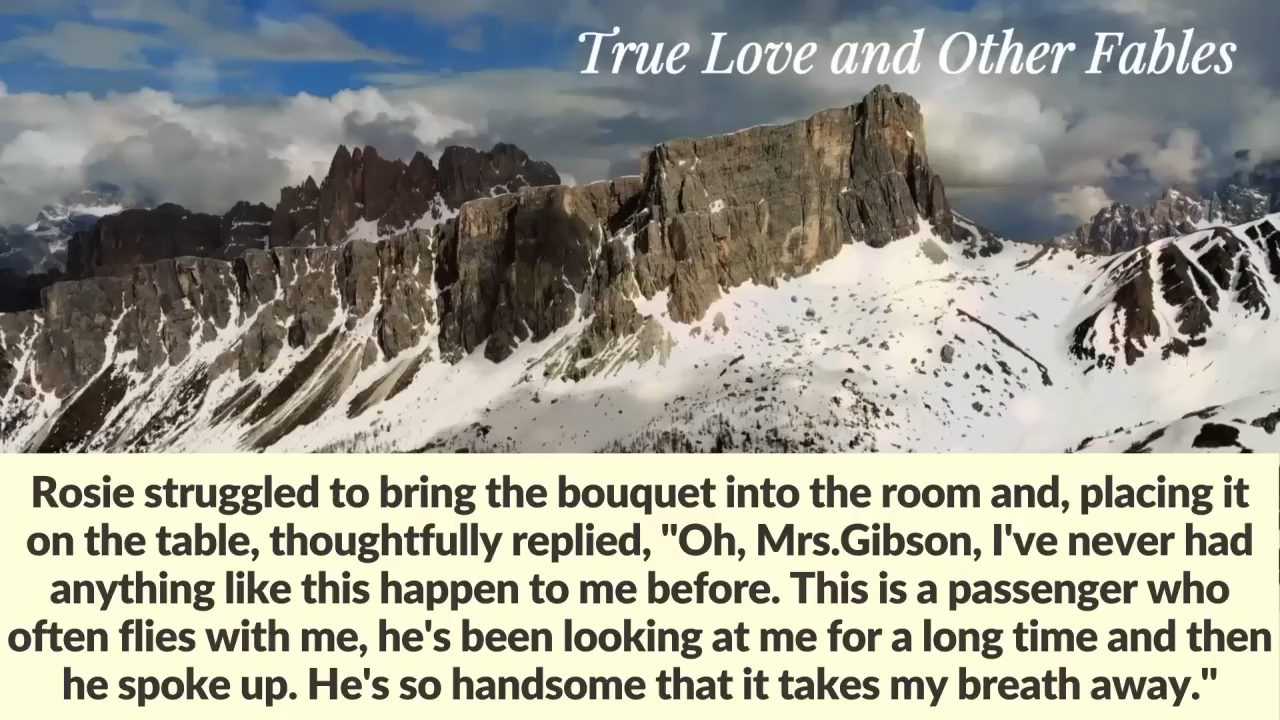 True Love and Other Fables
Rosie struggled to bring the bouquet into the room and, placing it
on the table, thoughtfully replied, "Oh, Mrs.Gibson, I've never had
anything like this happen to me before. This is a passenger who
often flies with me, he's been looking at me for a long time and then
he spoke up. He's so handsome that it takes my breath away."